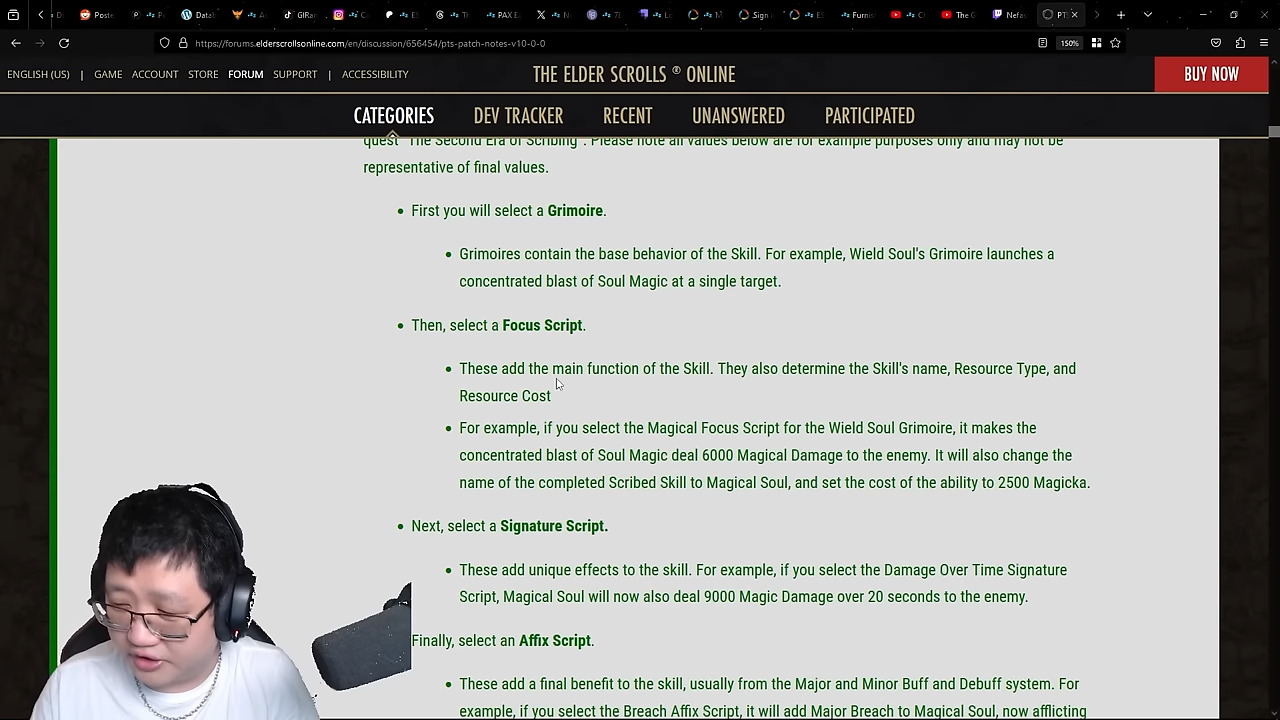 Poste
P
Datab
A
GIRan
E
T
PAX E
N
7
L
M
Sign i
ES
Furnis
C
The G
Nefas
PT
https://forums.elderscrollsonline.com/en/discussion/656454/pts-patch-notes-v10-0-0
150%
ENGLISH (US) | GAME ACCOUNT STORE FORUM SUPPORT | ACCESSIBILITY
THE ELDER SCROLLS ® ONLINE
BUY NOW
CATEGORIES DEV TRACKER RECENT UNANSWERED PARTICIPATED
quest "The Second Era of Scribing". Please note all values below are for example purposes only and may not be
representative of final values.
• First you will select a Grimoire.
• Grimoires contain the base behavior of the Skill. For example, Wield Soul's Grimoire launches a
concentrated blast of Soul Magic at a single target.
• Then, select a Focus Script.
• These add the main function of the Skill. They also determine the Skill's name, Resource Type, and
Resource Cost
• For example, if you select the Magical Focus Script for the Wield Soul Grimoire, it makes the
concentrated blast of Soul Magic deal 6000 Magical Damage to the enemy. It will also change the
name of the completed Scribed Skill to Magical Soul, and set the cost of the ability to 2500 Magicka.
• Next, select a Signature Script.
• These add unique effects to the skill. For example, if you select the Damage Over Time Signature
Script, Magical Soul will now also deal 9000 Magic Damage over 20 seconds to the enemy.
Finally, select an Affix Script.
• These add a final benefit to the skill, usually from the Major and Minor Buff and Debuff system. For
example, if you select the Breach Affix Script, it will add Major Breach to Magical Soul, now afflicting